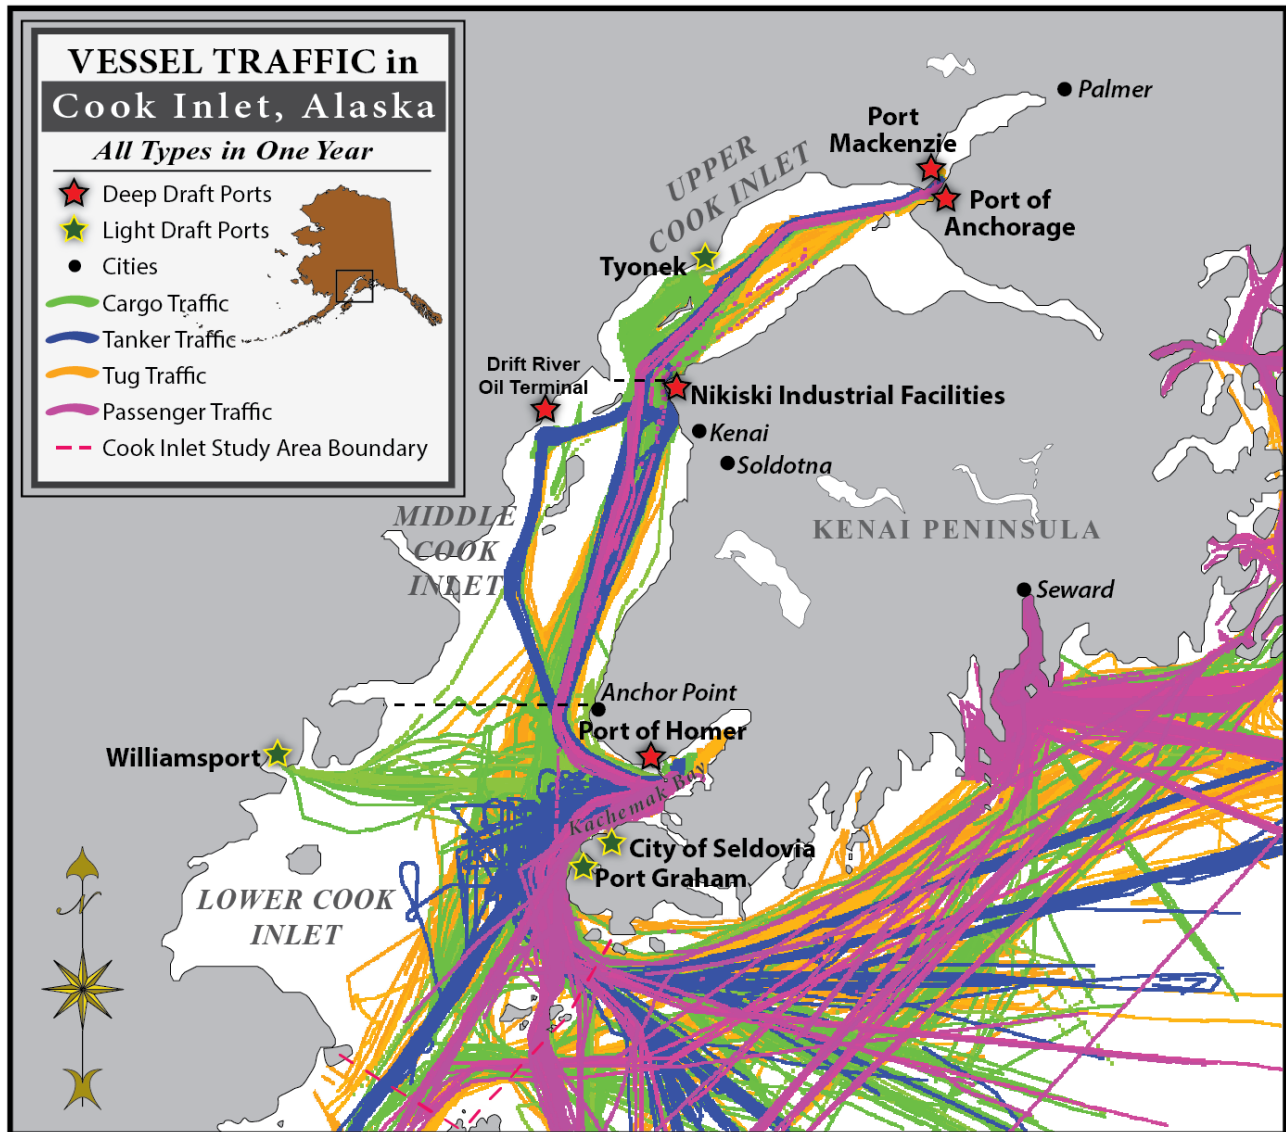 VESSEL TRAFFIC in
Cook Inlet, Alaska
All Types in One Year
Deep Draft Ports
Light Draft Ports
Cities
Cargo Traffic
Tanker Traffic
Tug Traffic
Passenger Traffic
Cook Inlet Study Area Boundary
Palmer
Port
Mackenzie
UPPER
COOK INLET
Port of
Anchorage
Tyonek
Drift River
Oil Terminal
Nikiski Industrial Facilities
Kenai
Soldotna
MIDDLE
COOK
INLET
KENAI PENINSULA
Seward
Anchor Point
Port of Homer
Williamsport
Kachemak Bay
City of Seldovia
Port Graham
LOWER COOK
INLET
N